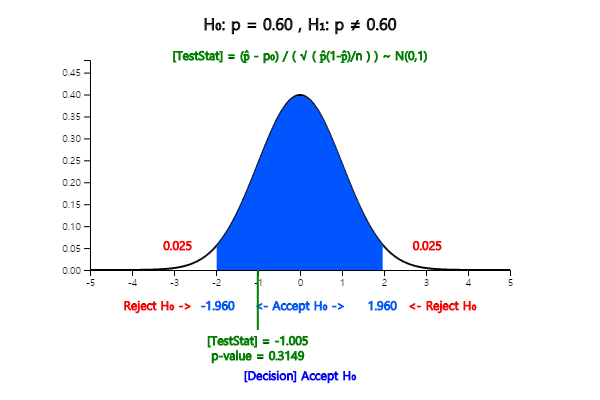 H₀: p = 0.60 , H₁: p ≠ 0.60
[TestStat] = (p̂ - p₀) / ( √ ( p̂(1-p̂)/n ) ) ~ N(0,1)
0.45
0.40
0.35
0.30
0.25
0.20
0.15
0.10
0.05
0.00
0.025
0.025
-5 -4 -3 -2 -1 0 1 2 3 4 5
Reject H₀ -> -1.960 <- Accept H₀ -> 1.960 <- Reject H₀
[TestStat] = -1.005
p-value = 0.3149
[Decision] Accept H₀